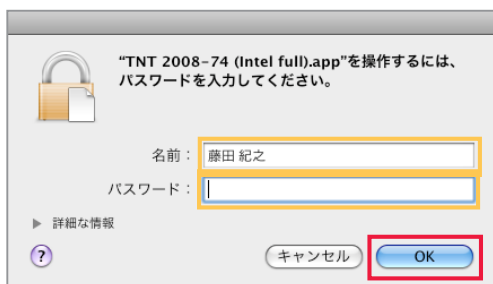 “TNT 2008-74 (Intel full).app”を操作するには、
パスワードを入力してください。
名前：
藤田 紀之
パスワード：
▶ 詳細な情報
?
キャンセル
OK